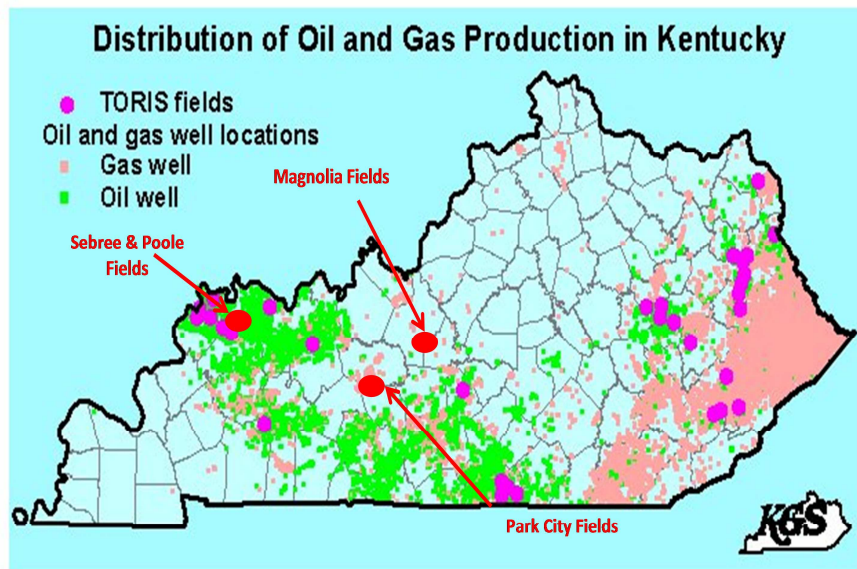 Distribution of Oil and Gas Production in Kentucky
TORIS fields
Oil and gas well locations
Gas well
Oil well
Magnolia Fields
Sebree & Poole
Fields
Park City Fields
KGS